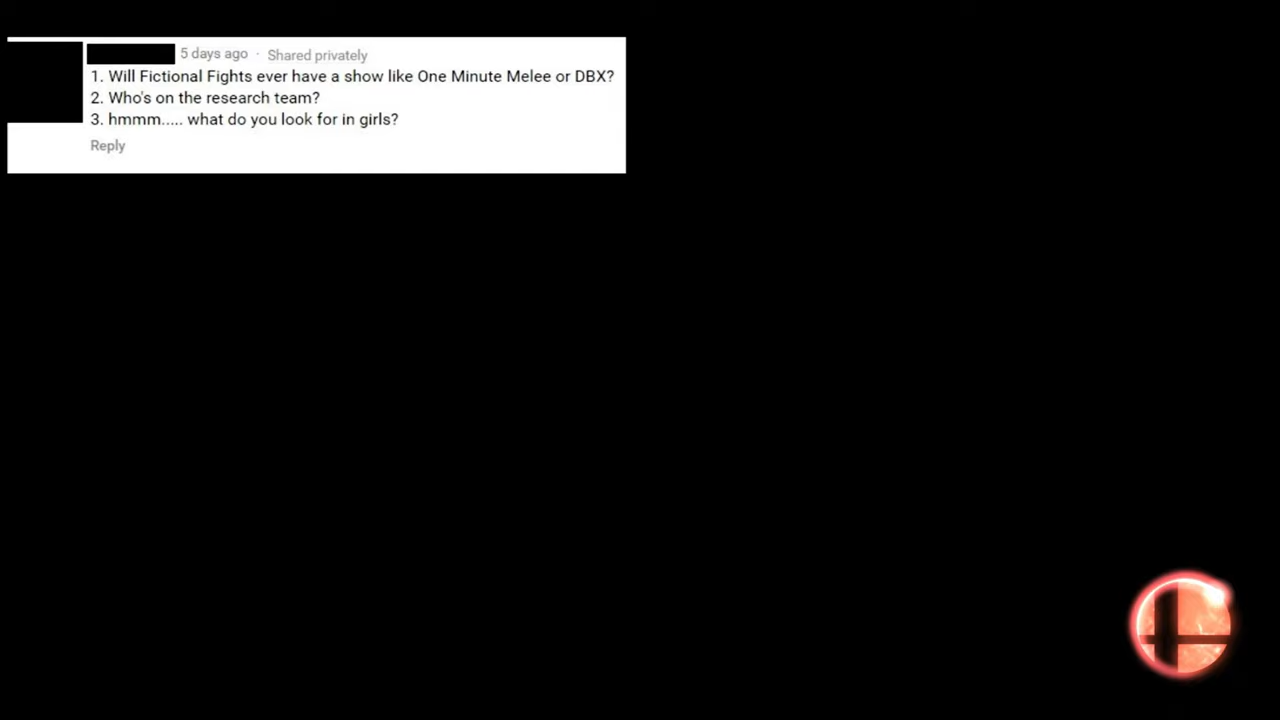 5 days ago · Shared privately
1. Will Fictional Fights ever have a show like One Minute Melee or DBX?
2. Who's on the research team?
3. hmmm..... what do you look for in girls?
Reply